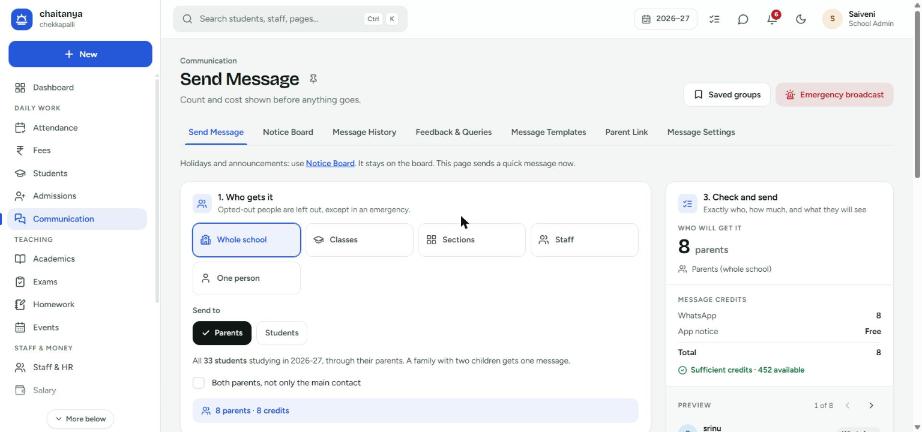 chaitanya
chekkapalli
Search students, staff, pages...
Ctrl K
2026-27
6
S
Saiveni
School Admin
New
Dashboard
DAILY WORK
Attendance
Fees
Students
Admissions
Communication
TEACHING
Academics
Exams
Homework
Events
STAFF & MONEY
Staff & HR
Salary
More below
Communication
Send Message
Count and cost shown before anything goes.
Saved groups
Emergency broadcast
Send Message
Notice Board
Message History
Feedback & Queries
Message Templates
Parent Link
Message Settings
Holidays and announcements: use Notice Board. It stays on the board. This page sends a quick message now.
1. Who gets it
Opted-out people are left out, except in an emergency.
Whole school
Classes
Sections
Staff
One person
Send to
Parents
Students
All 33 students studying in 2026-27, through their parents. A family with two children gets one message.
Both parents, not only the main contact
8 parents · 8 credits
3. Check and send
Exactly who, how much, and what they will see
WHO WILL GET IT
8 parents
Parents (whole school)
MESSAGE CREDITS
WhatsApp 8
App notice Free
Total 8
Sufficient credits · 452 available
PREVIEW
1 of 8
srinu